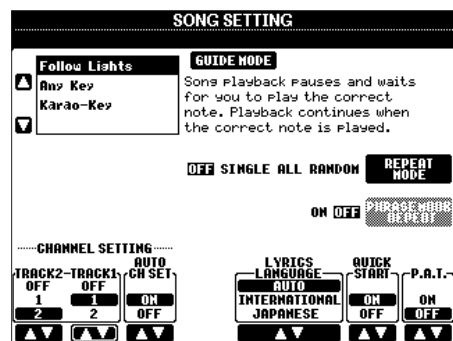 SONG SETTING
Follow Lights
Any Key
Karao-Key
GUIDE MODE
Song playback pauses and waits
for you to play the correct
note. Playback continues when
the correct note is played.
OFF SINGLE ALL RANDOM REPEAT MODE
ON OFF PHRASE MARK REPEAT
CHANNEL SETTING
TRACK2 TRACK1 AUTO CH SET
OFF OFF
1 1 ON
2 2 OFF
LYRICS LANGUAGE QUICK START P.A.T.
AUTO
INTERNATIONAL ON ON
JAPANESE OFF OFF